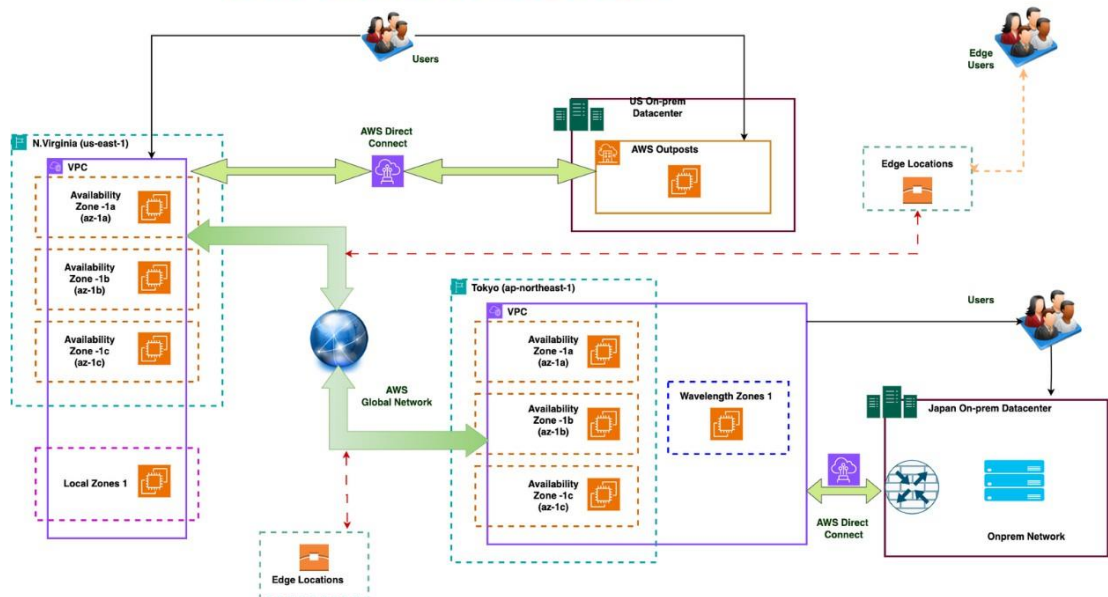 Users
Edge
Users
US On-prem
Datacenter
N.Virginia (us-east-1)
AWS Direct
Connect
VPC
AWS Outposts
Edge Locations
Availability
Zone -1a
(az-1a)
Availability
Zone -1b
(az-1b)
Availability
Zone -1c
(az-1c)
Local Zones 1
AWS
Global Network
Edge Locations
Tokyo (ap-northeast-1)
VPC
Availability
Zone -1a
(az-1a)
Availability
Zone -1b
(az-1b)
Availability
Zone -1c
(az-1c)
Wavelength Zones 1
Users
Japan On-prem Datacenter
AWS Direct
Connect
Onprem Network